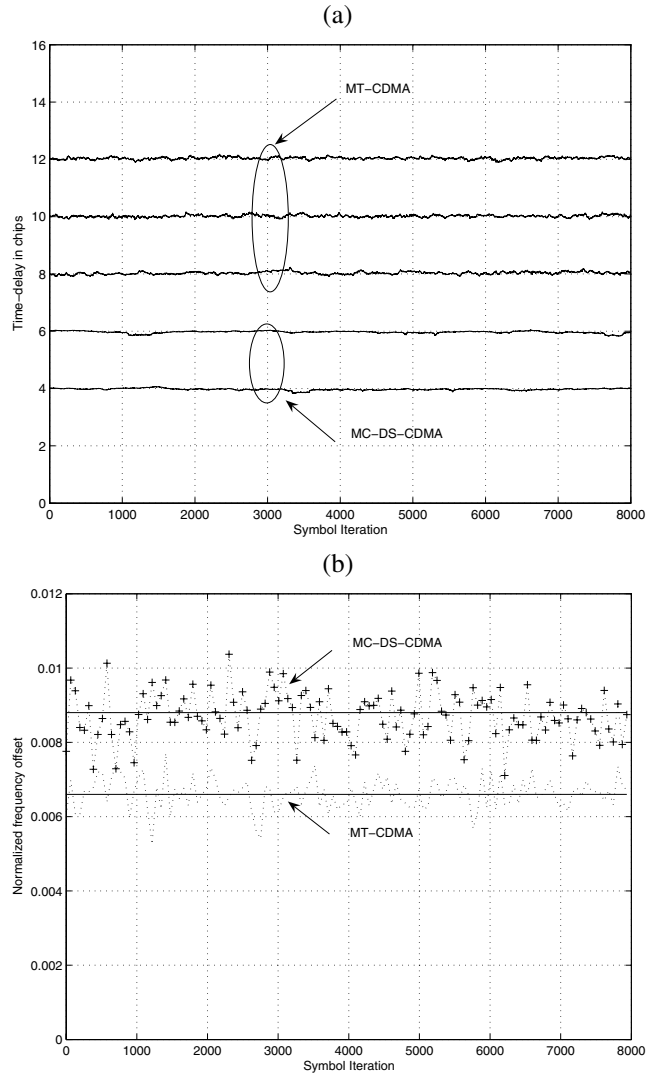 (a)
16
14
12
10
8
6
4
2
0
Time-delay in chips
MT-CDMA
MC-DS-CDMA
0 1000 2000 3000 4000 5000 6000 7000 8000
Symbol Iteration
(b)
0.012
0.01
0.008
0.006
0.004
0.002
0
Normalized frequency offset
MC-DS-CDMA
MT-CDMA
0 1000 2000 3000 4000 5000 6000 7000 8000
Symbol Iteration